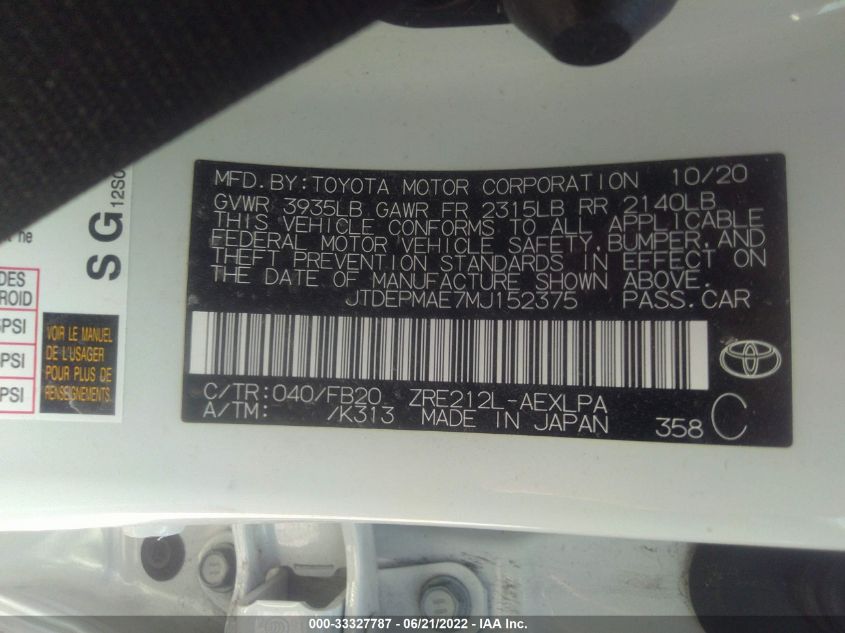 MFD. BY: TOYOTA MOTOR CORPORATION 10/20
GVWR 3935LB GAWR FR 2315LB RR 2140LB
THIS VEHICLE CONFORMS TO ALL APPLICABLE
FEDERAL MOTOR VEHICLE SAFETY, BUMPER, AND
THEFT PREVENTION STANDARDS IN EFFECT ON
THE DATE OF MANUFACTURE SHOWN ABOVE.
JTDEPMAE7MJ152375 PASS. CAR
C/TR: 040/FB20 ZRE212L-AEXLPA
A/TM: /K313 MADE IN JAPAN 358 C
SG
VOIR LE MANUEL
DE L'USAGER
POUR PLUS DE
RENSEIGNEMENTS
PSI
PSI
PSI
000-33327787 - 06/21/2022 - IAA Inc.